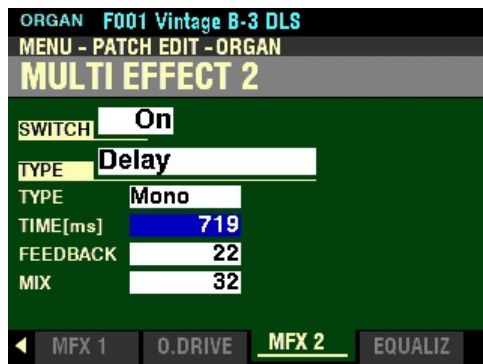 ORGAN F001 Vintage B-3 DLS
MENU - PATCH EDIT - ORGAN
MULTI EFFECT 2
SWITCH On
TYPE Delay
TYPE Mono
TIME[ms] 719
FEEDBACK 22
MIX 32
MFX 1 O.DRIVE MFX 2 EQUALIZ